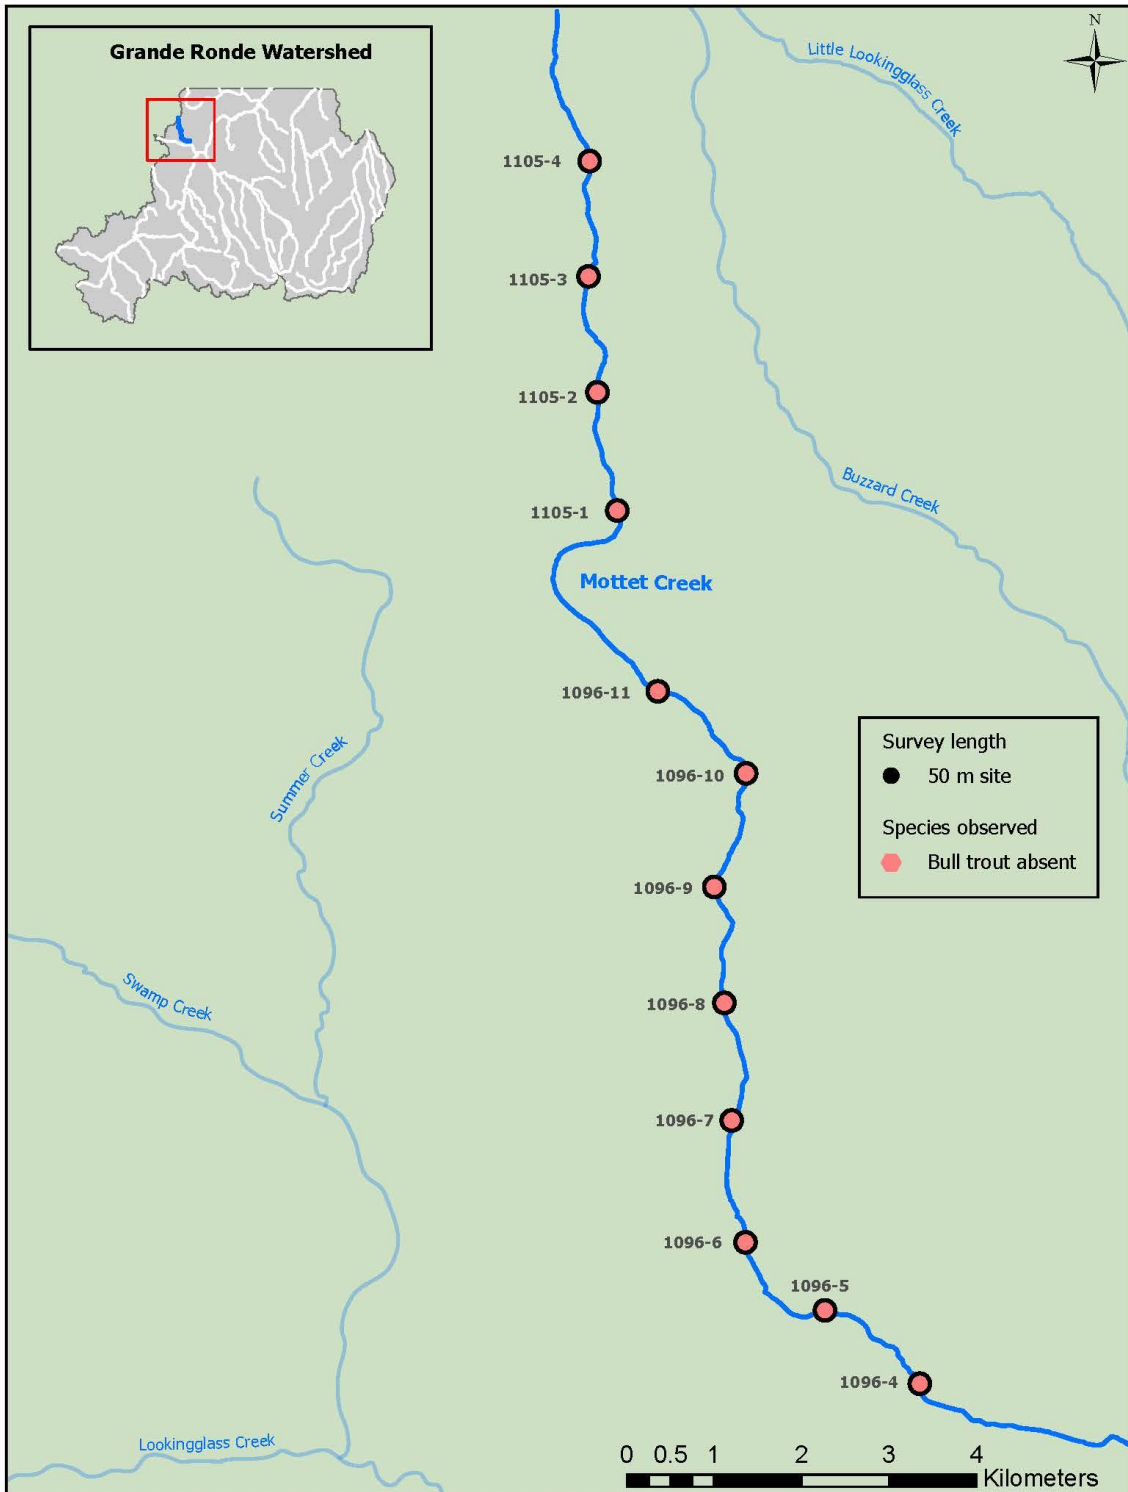 Grande Ronde Watershed
N
Little Lookingglass Creek
1105-4
1105-3
1105-2
Buzzard Creek
1105-1
Mottet Creek
1096-11
Survey length
50 m site
Species observed
Bull trout absent
Summer Creek
1096-10
1096-9
Swamp Creek
1096-8
1096-7
1096-6
1096-5
1096-4
Lookingglass Creek
0 0.5 1 2 3 4
Kilometers